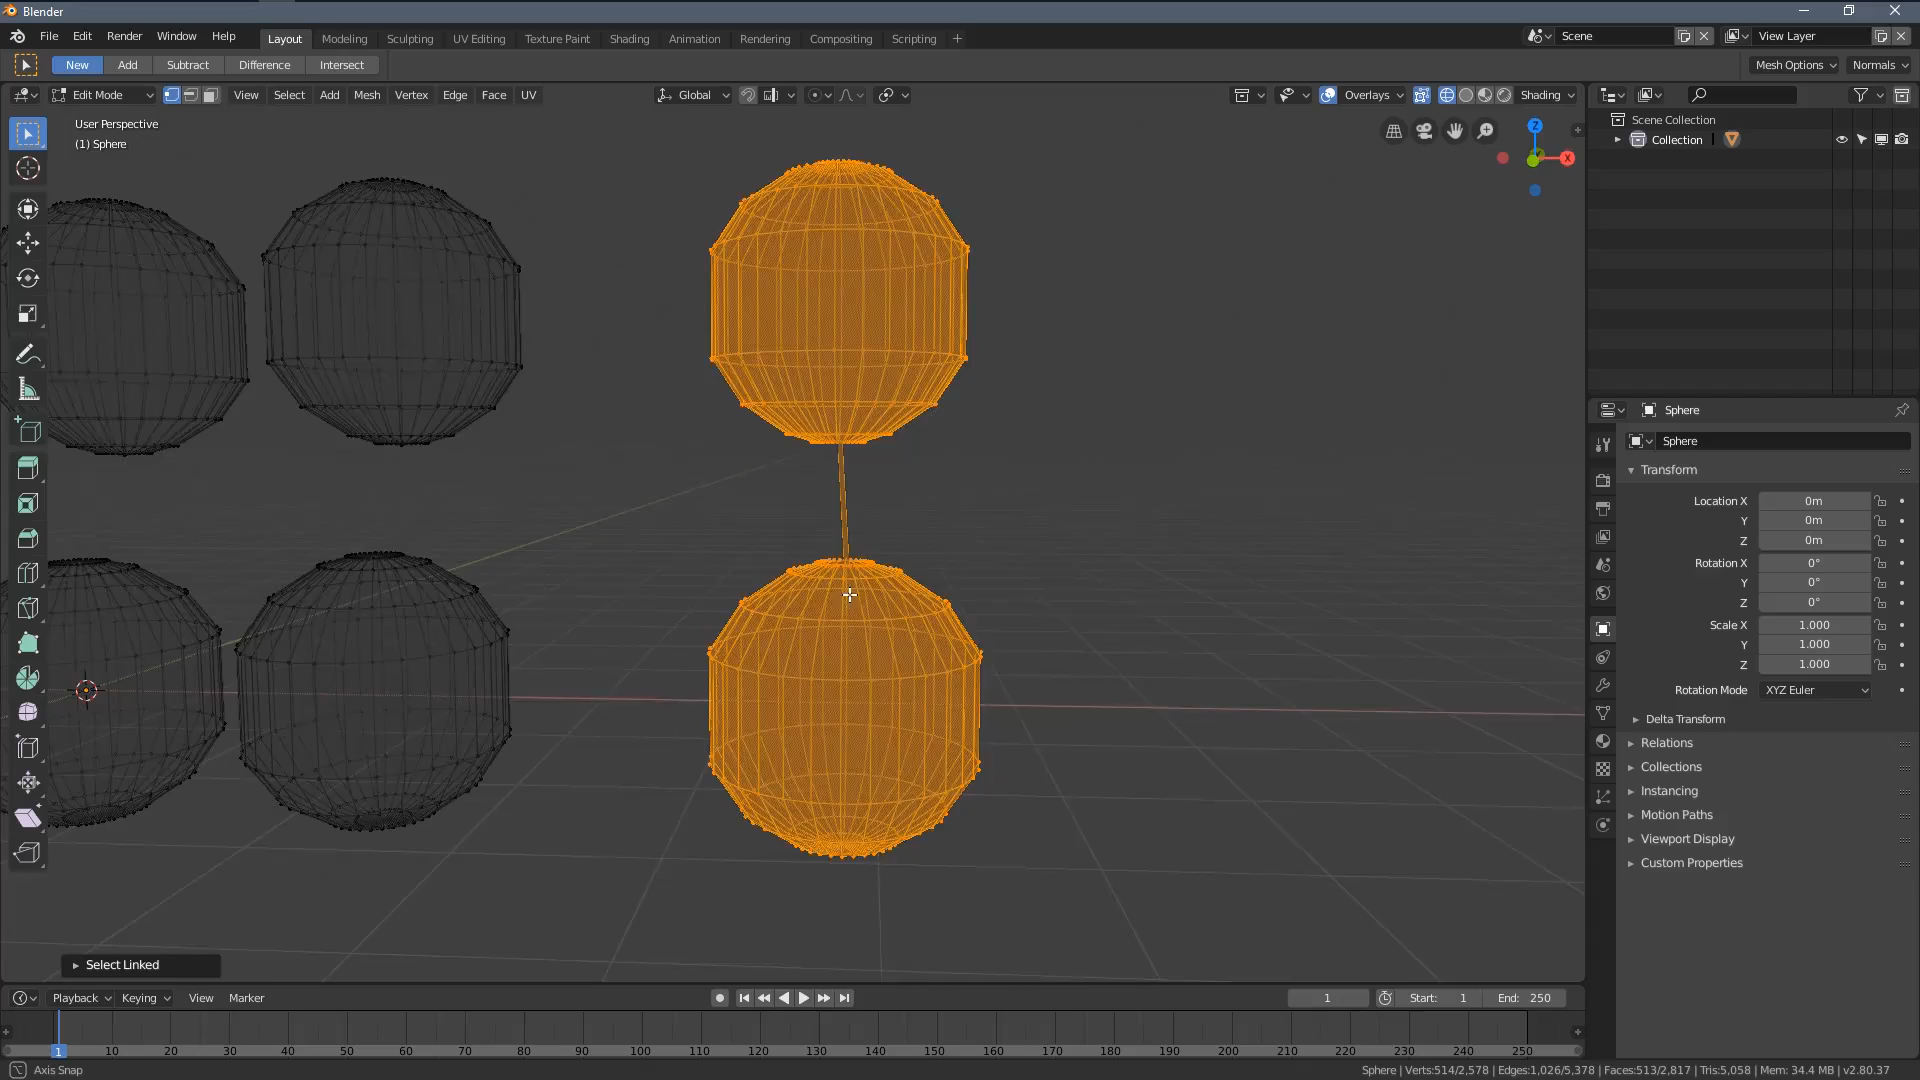 Blender
File Edit Render Window Help Layout Modeling Sculpting UV Editing Texture Paint Shading Animation Rendering Compositing Scripting + Scene View Layer
New Add Subtract Difference Intersect Mesh Options Normals
Edit Mode View Select Add Mesh Vertex Edge Face UV Global Overlays Shading
User Perspective
(1) Sphere
Z
X
Scene Collection
Collection
Sphere
Sphere
Transform
Location X 0m
Y 0m
Z 0m
Rotation X 0°
Y 0°
Z 0°
Scale X 1.000
Y 1.000
Z 1.000
Rotation Mode XYZ Euler
Delta Transform
Relations
Collections
Instancing
Motion Paths
Viewport Display
Custom Properties
Select Linked
Playback Keying View Marker 1 Start: 1 End: 250
1 10 20 30 40 50 60 70 80 90 100 110 120 130 140 150 160 170 180 190 200 210 220 230 240 250
Axis Snap Sphere | Verts:514/2,578 | Edges:1,026/5,378 | Faces:513/2,817 | Tris:5,058 | Mem: 34.4 MB | v2.80.37